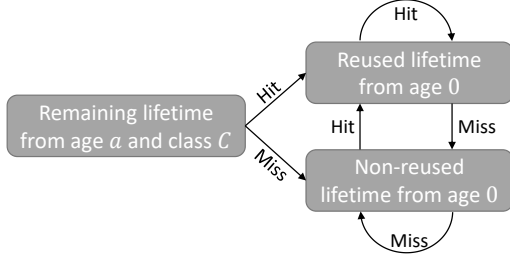 Hit
Reused lifetime
from age 0
Hit
Remaining lifetime
from age a and class C
Hit
Miss
Miss
Non-reused
lifetime from age 0
Miss